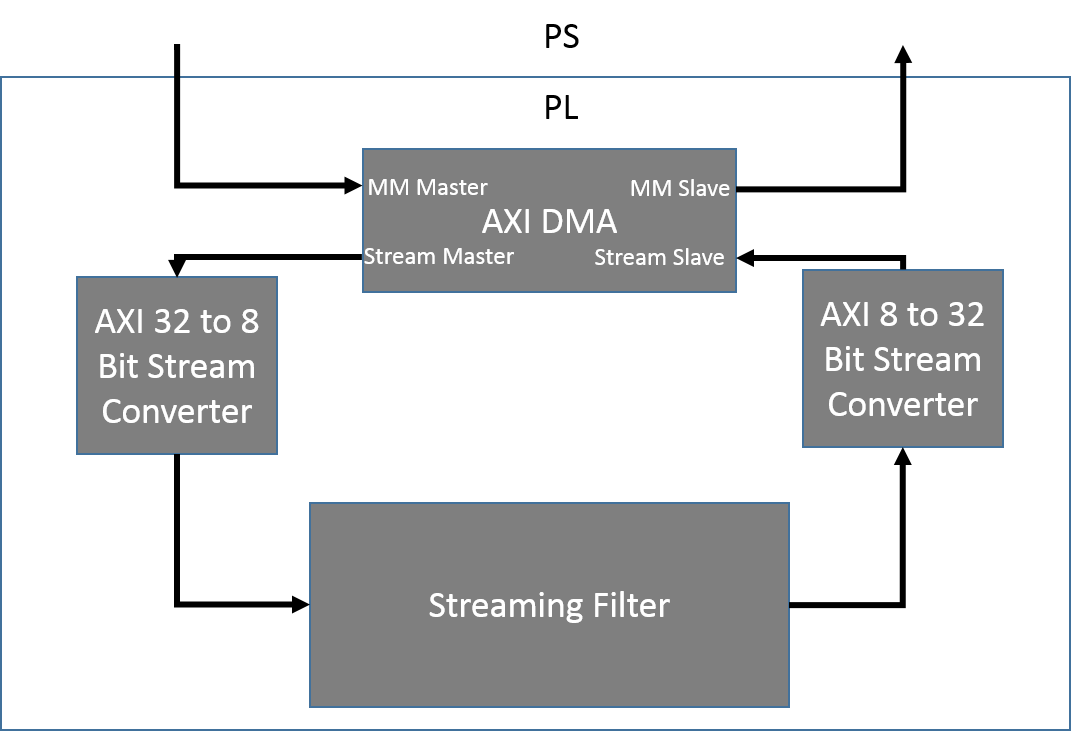 PS
PL
MM Master
MM Slave
AXI DMA
Stream Master
Stream Slave
AXI 32 to 8
Bit Stream
Converter
AXI 8 to 32
Bit Stream
Converter
Streaming Filter